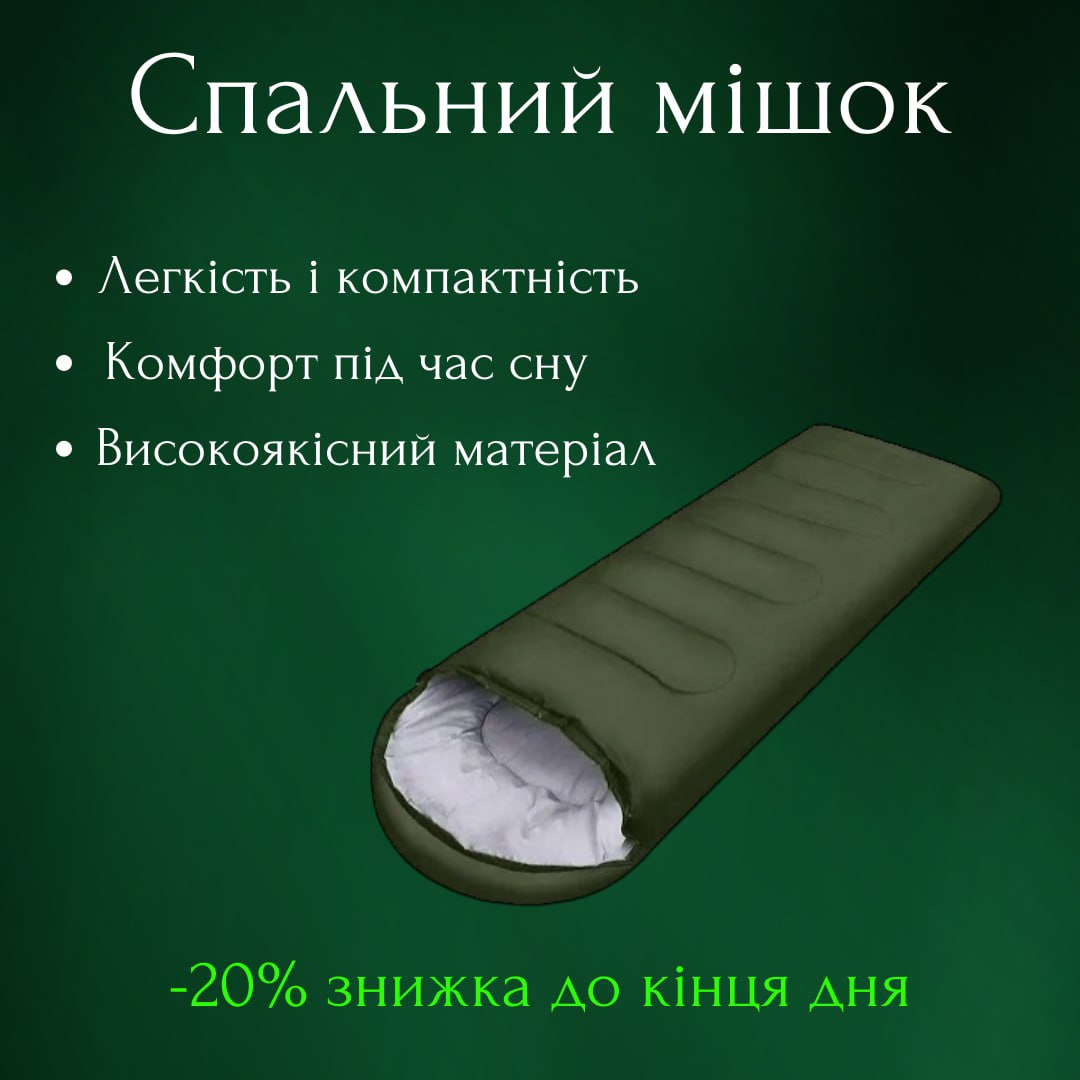 Спальний мішок
• Легкість і компактність
• Комфорт під час сну
• Високоякісний матеріал
-20% знижка до кінця дня